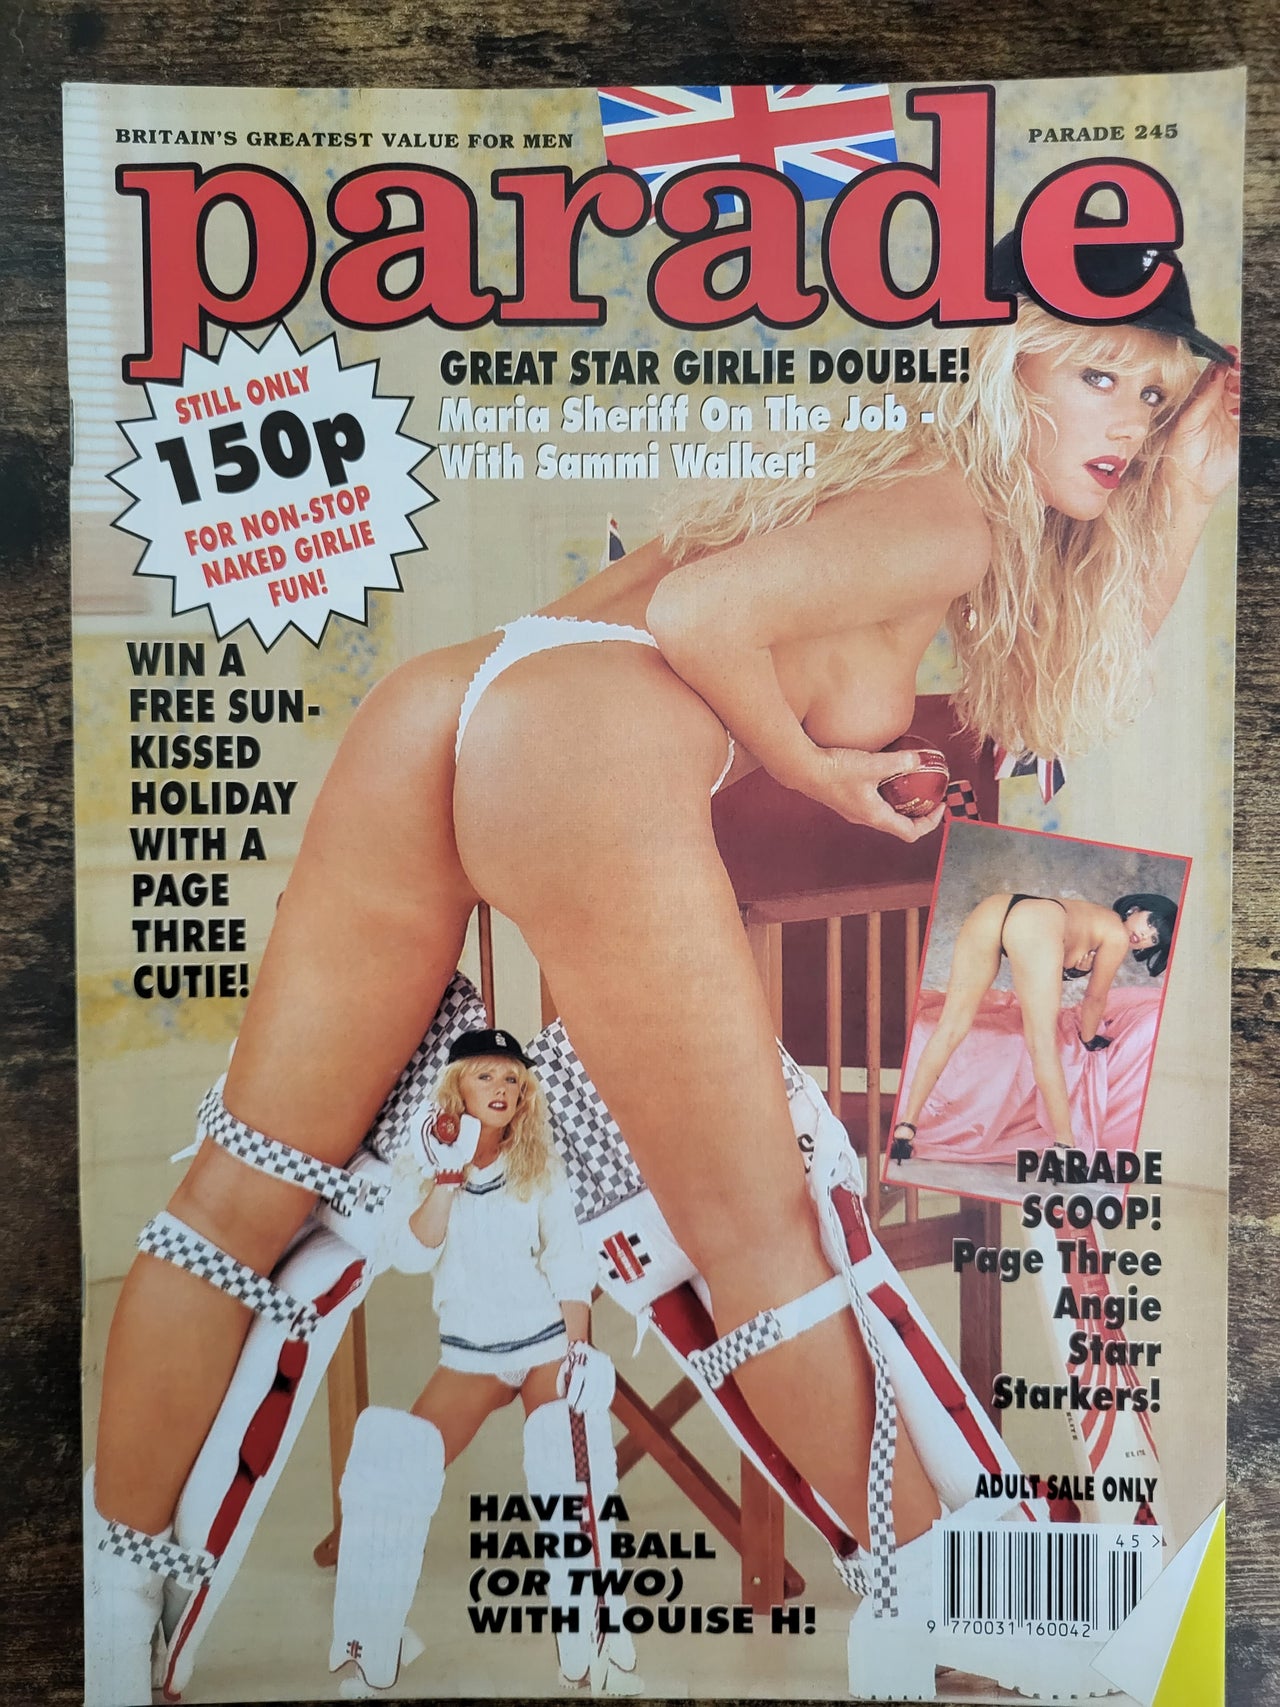 BRITAIN'S GREATEST VALUE FOR MEN
PARADE 245
parade
STILL ONLY
150p
FOR NON-STOP
NAKED GIRLIE
FUN!
GREAT STAR GIRLIE DOUBLE!
Maria Sheriff On The Job -
With Sammi Walker!
WIN A
FREE SUN-
KISSED
HOLIDAY
WITH A
PAGE
THREE
CUTIE!
PARADE
SCOOP!
Page Three
Angie
Starr
Starkers!
HAVE A
HARD BALL
(OR TWO)
WITH LOUISE H!
ADULT SALE ONLY
45 >
9 770031 160042